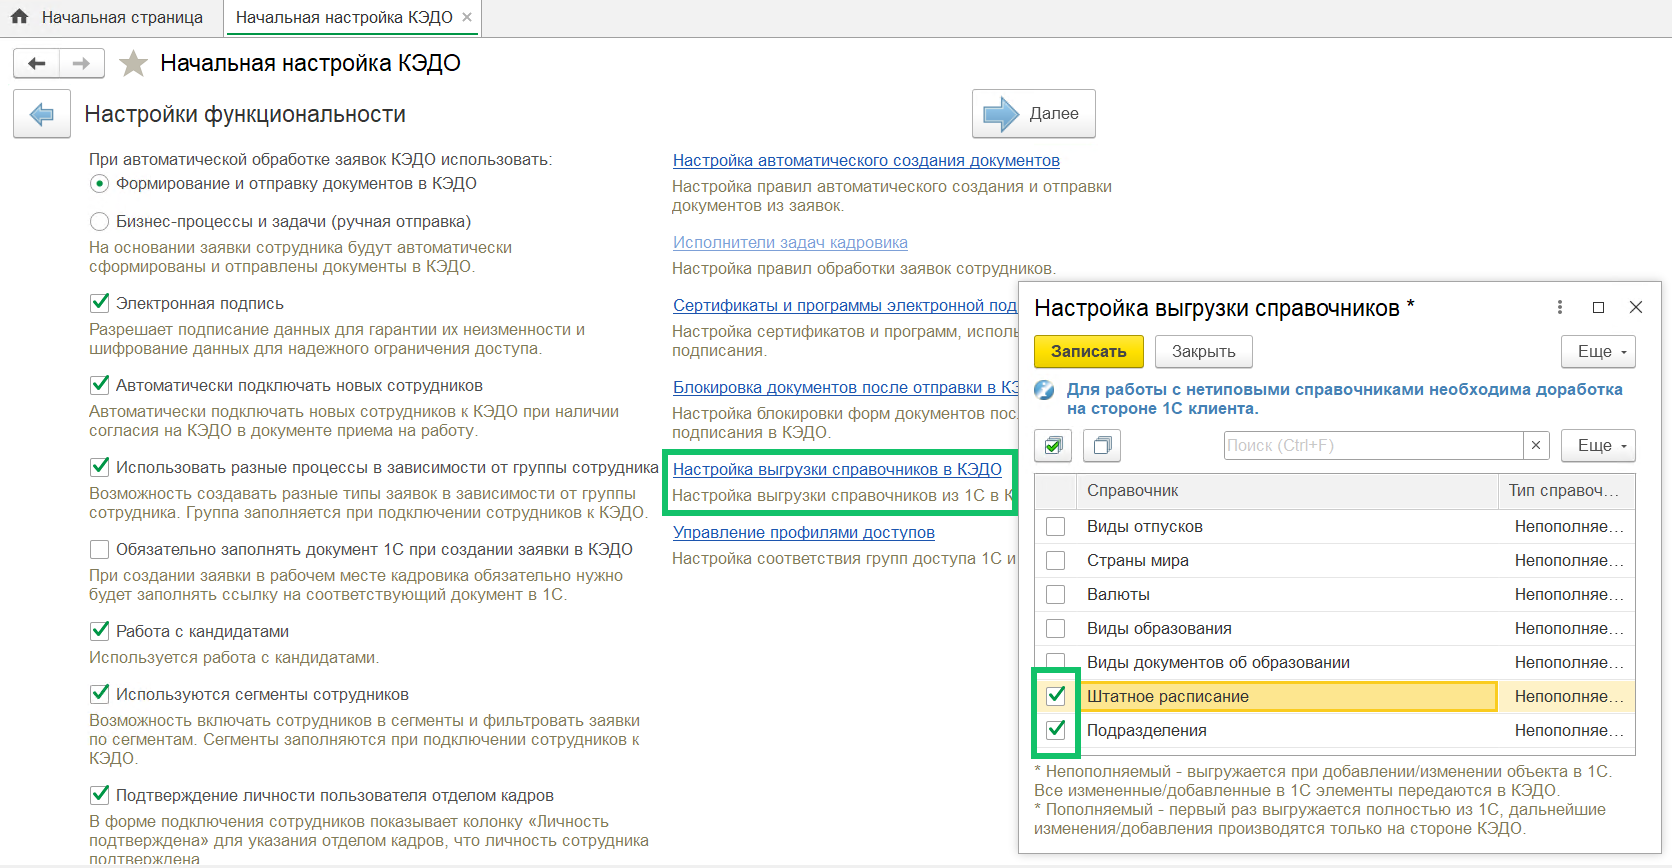 Начальная страница
Начальная настройка КЭДО
Начальная настройка КЭДО
Настройки функциональности
Далее
При автоматической обработке заявок КЭДО использовать:
Формирование и отправку документов в КЭДО
Бизнес-процессы и задачи (ручная отправка)
На основании заявки сотрудника будут автоматически
сформированы и отправлены документы в КЭДО.
Электронная подпись
Разрешает подписание данных для гарантии их неизменности и
шифрование данных для надежного ограничения доступа.
Автоматически подключать новых сотрудников
Автоматически подключать новых сотрудников к КЭДО при наличии
согласия на КЭДО в документе приема на работу.
Использовать разные процессы в зависимости от группы сотрудника
Возможность создавать разные типы заявок в зависимости от группы
сотрудника. Группа заполняется при подключении сотрудников к КЭДО.
Обязательно заполнять документ 1С при создании заявки в КЭДО
При создании заявки в рабочем месте кадровика обязательно нужно
будет заполнять ссылку на соответствующий документ в 1С.
Работа с кандидатами
Используется работа с кандидатами.
Используются сегменты сотрудников
Возможность включать сотрудников в сегменты и фильтровать заявки
по сегментам. Сегменты заполняются при подключении сотрудников к
КЭДО.
Подтверждение личности пользователя отделом кадров
В форме подключения сотрудников показывает колонку «Личность
подтверждена» для указания отделом кадров, что личность сотрудника
подтверждена
Настройка автоматического создания документов
Настройка правил автоматического создания и отправки
документов из заявок.
Исполнители задач кадровика
Настройка правил обработки заявок сотрудников.
Сертификаты и программы электронной под
Настройка сертификатов и программ, исполь
подписания.
Блокировка документов после отправки в КЭ
Настройка блокировки форм документов пос
подписания в КЭДО.
Настройка выгрузки справочников в КЭДО
Настройка выгрузки справочников из 1С в К
Управление профилями доступов
Настройка соответствия групп доступа 1С и
Настройка выгрузки справочников *
Записать
Закрыть
Еще
Для работы с нетиповыми справочниками необходима доработка
на стороне 1С клиента.
Поиск (Ctrl+F)
Еще
Справочник Тип справоч...
Виды отпусков Непополняе...
Страны мира Непополняе...
Валюты Непополняе...
Виды образования Непополняе...
Виды документов об образовании Непополняе...
Штатное расписание Непополняе...
Подразделения Непополняе...
* Непополняемый - выгружается при добавлении/изменении объекта в 1С.
Все измененные/добавленные в 1С элементы передаются в КЭДО.
* Пополняемый - первый раз выгружается полностью из 1С, дальнейшие
изменения/добавления производятся только на стороне КЭДО.